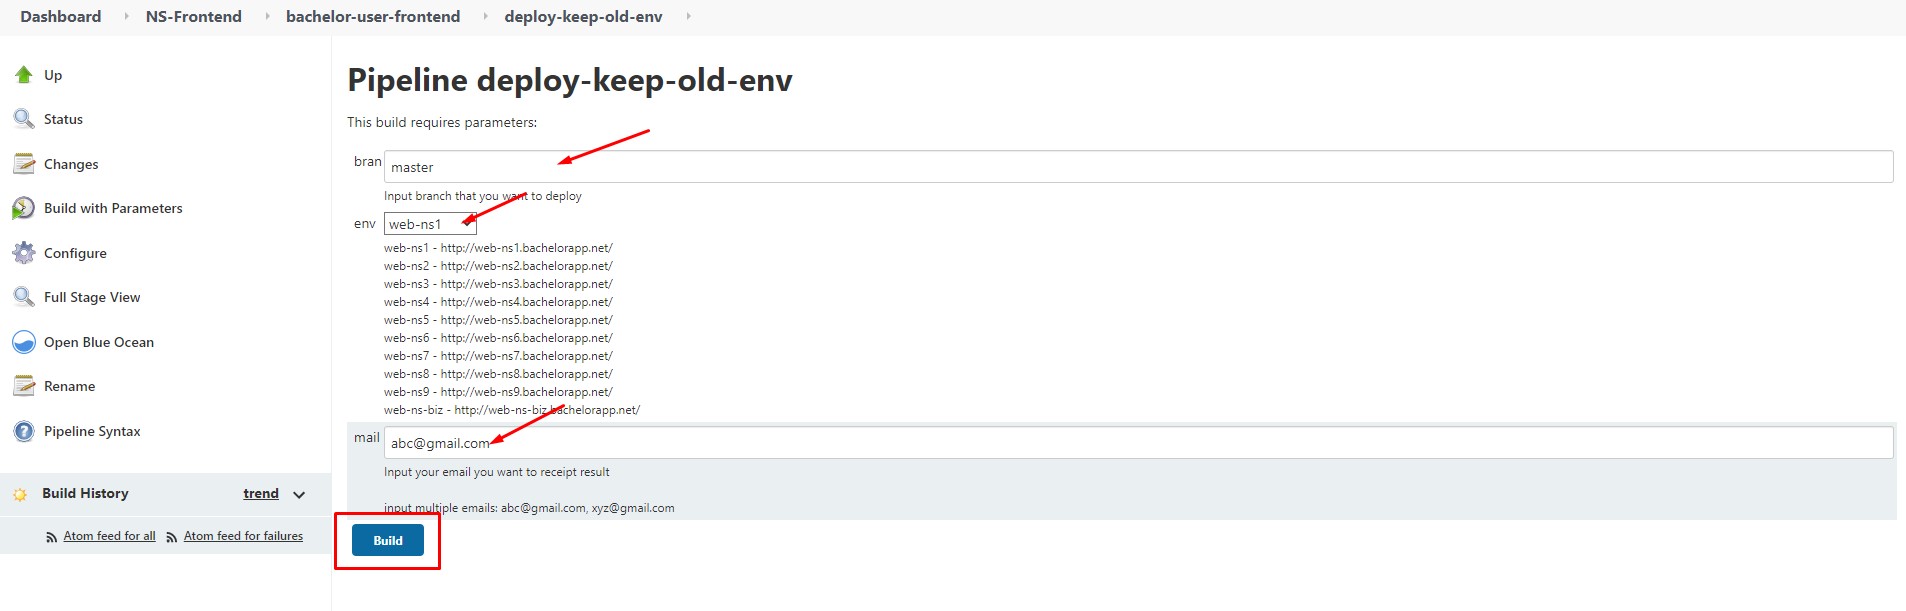 Dashboard NS-Frontend bachelor-user-frontend deploy-keep-old-env
Up
Status
Changes
Build with Parameters
Configure
Full Stage View
Open Blue Ocean
Rename
Pipeline Syntax
Build History trend
Atom feed for all Atom feed for failures
Pipeline deploy-keep-old-env
This build requires parameters:
bran master
Input branch that you want to deploy
env web-ns1
web-ns1 - http://web-ns1.bachelorapp.net/
web-ns2 - http://web-ns2.bachelorapp.net/
web-ns3 - http://web-ns3.bachelorapp.net/
web-ns4 - http://web-ns4.bachelorapp.net/
web-ns5 - http://web-ns5.bachelorapp.net/
web-ns6 - http://web-ns6.bachelorapp.net/
web-ns7 - http://web-ns7.bachelorapp.net/
web-ns8 - http://web-ns8.bachelorapp.net/
web-ns9 - http://web-ns9.bachelorapp.net/
web-ns-biz - http://web-ns-biz.bachelorapp.net/
mail abc@gmail.com
Input your email you want to receipt result
input multiple emails: abc@gmail.com, xyz@gmail.com
Build